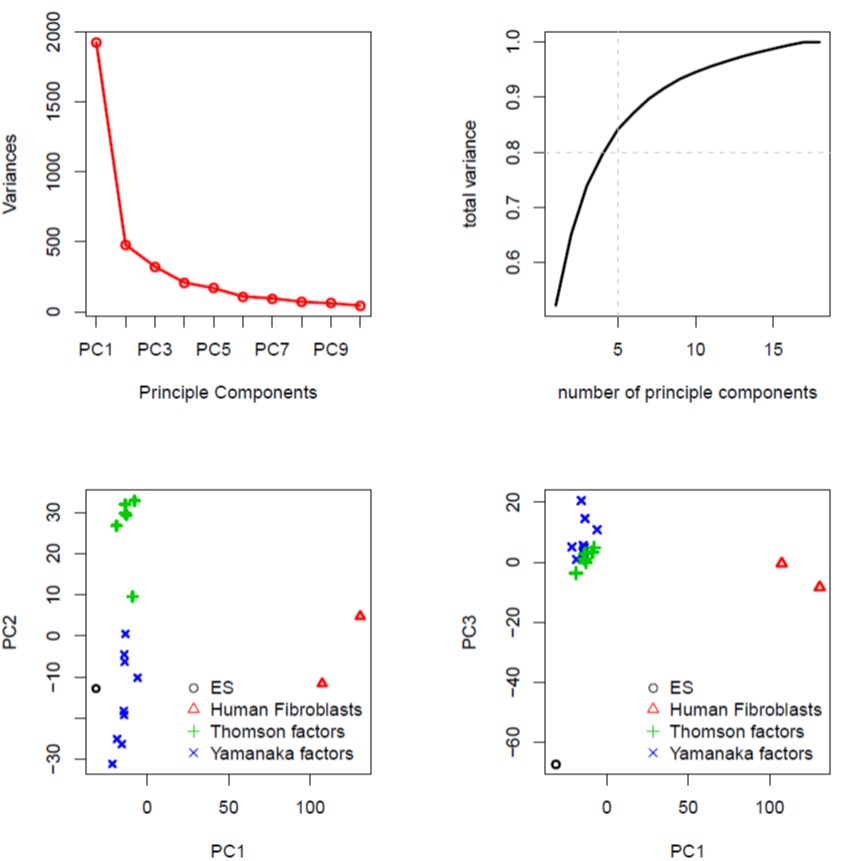 2000
1500
1000
500
0
Variances
PC1 PC3 PC5 PC7 PC9
Principle Components
1.0
0.9
0.8
0.7
0.6
total variance
5 10 15
number of principle components
30
20
10
0
−10
−30
PC2
ES
Human Fibroblasts
Thomson factors
Yamanaka factors
0 50 100
PC1
20
0
−20
−40
−60
PC3
ES
Human Fibroblasts
Thomson factors
Yamanaka factors
0 50 100
PC1